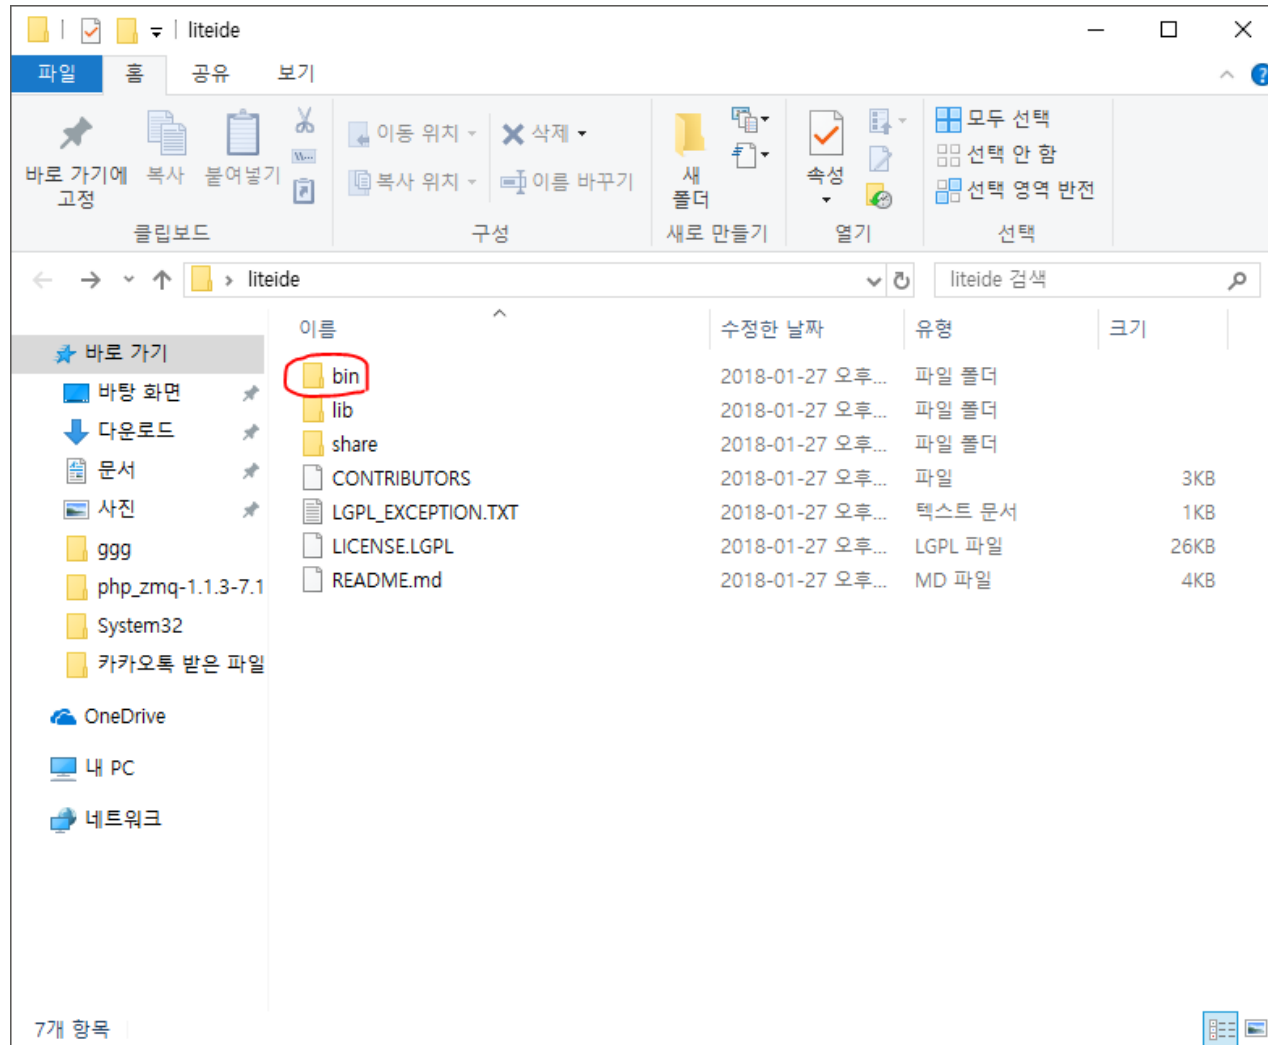 liteide
파일 홈 공유 보기
바로 가기에
고정
복사
붙여넣기
이동 위치
복사 위치
삭제
이름 바꾸기
새
폴더
속성
모두 선택
선택 안 함
선택 영역 반전
클립보드 구성 새로 만들기 열기 선택
liteide
liteide 검색
이름 수정한 날짜 유형 크기
바로 가기
바탕 화면
다운로드
문서
사진
ggg
php_zmq-1.1.3-7.1
System32
카카오톡 받은 파일
OneDrive
내 PC
네트워크
bin 2018-01-27 오후... 파일 폴더
lib 2018-01-27 오후... 파일 폴더
share 2018-01-27 오후... 파일 폴더
CONTRIBUTORS 2018-01-27 오후... 파일 3KB
LGPL_EXCEPTION.TXT 2018-01-27 오후... 텍스트 문서 1KB
LICENSE.LGPL 2018-01-27 오후... LGPL 파일 26KB
README.md 2018-01-27 오후... MD 파일 4KB
7개 항목